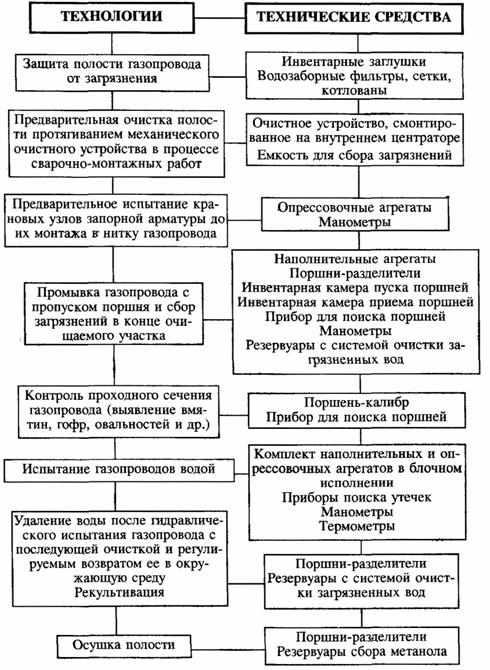 ТЕХНОЛОГИИ
ТЕХНИЧЕСКИЕ СРЕДСТВА
Защита полости газопровода
от загрязнения
Инвентарные заглушки
Водозаборные фильтры, сетки,
котлованы
Предварительная очистка полос-
ти протягиванием механического
очистного устройства в процессе
сварочно-монтажных работ
Очистное устройство, смонтиро-
ванное на внутреннем центраторе
Емкость для сбора загрязнений
Предварительное испытание кра-
новых узлов запорной арматуры до
их монтажа в нитку газопровода
Опрессовочные агрегаты
Манометры
Промывка газопровода с
пропуском поршня и сбор
загрязнений в конце очи-
щаемого участка
Наполнительные агрегаты
Поршни-разделители
Инвентарная камера пуска поршней
Инвентарная камера приема поршней
Прибор для поиска поршней
Манометры
Резервуары с системой очистки за-
грязненных вод
Контроль проходного сечения
газопровода (выявление вмя-
тин, гофр, овальностей и др.)
Поршень-калибр
Прибор для поиска поршней
Испытание газопроводов водой
Комплект наполнительных и оп-
рессовочных агрегатов в блочном
исполнении
Приборы поиска утечек
Манометры
Термометры
Удаление воды после гидравличе-
ского испытания газопровода с
последующей очисткой и регули-
руемым возвратом ее в окру-
жающую среду
Рекультивация
Поршни-разделители
Резервуары с системой очист-
ки загрязненных вод
Осушка полости
Поршни-разделители
Резервуары сбора метанола